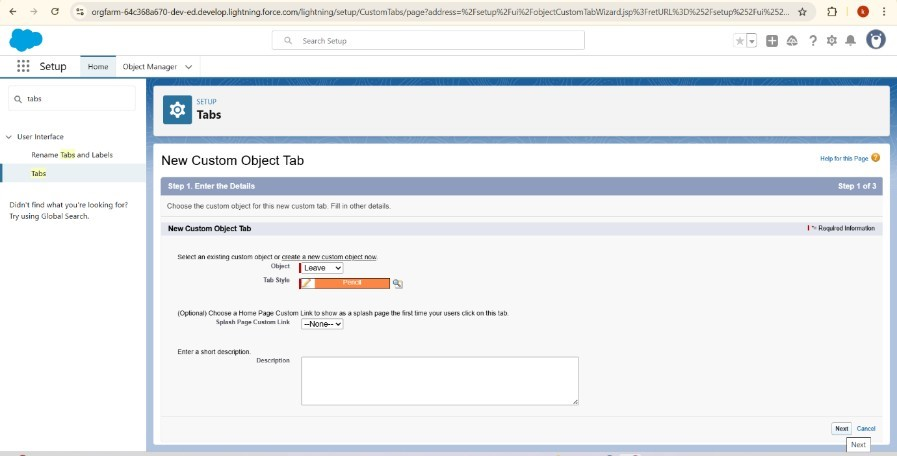 orgfarm-64c368a670-dev-ed.develop.lightning.force.com/lightning/setup/CustomTabs/page?address=%2Fsetup%2Fui%2FobjectCustomTabWizard.jsp%3FretURL%3D%252Fsetup%252Fui%252...
k
Search Setup
Setup
Home
Object Manager
tabs
User Interface
Rename Tabs and Labels
Tabs
Didn't find what you're looking for?
Try using Global Search.
SETUP
Tabs
New Custom Object Tab
Help for this Page ?
Step 1. Enter the Details
Step 1 of 3
Choose the custom object for this new custom tab. Fill in other details.
New Custom Object Tab
= Required Information
Select an existing custom object or create a new custom object now.
Object Leave
Tab Style Pencil
(Optional) Choose a Home Page Custom Link to show as a splash page the first time your users click on this tab.
Splash Page Custom Link --None--
Enter a short description.
Description
Next Cancel
Next